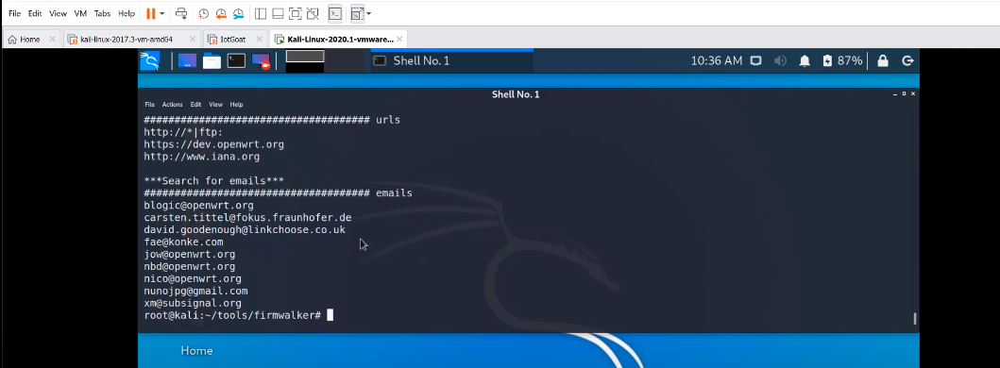 File Edit View VM Tabs Help
Home kali-linux-2017.3-vm-amd64 IotGoat Kali-Linux-2020.1-vmware...
Shell No. 1 10:36 AM 87%
Shell No. 1
File Actions Edit View Help
##################################### urls
http://*|ftp:
https://dev.openwrt.org
http://www.iana.org
***Search for emails***
##################################### emails
blogic@openwrt.org
carsten.tittel@fokus.fraunhofer.de
david.goodenough@linkchoose.co.uk
fae@konke.com
jow@openwrt.org
nbd@openwrt.org
nico@openwrt.org
nunojpg@gmail.com
xm@subsignal.org
root@kali:~/tools/firmwalker#
Home